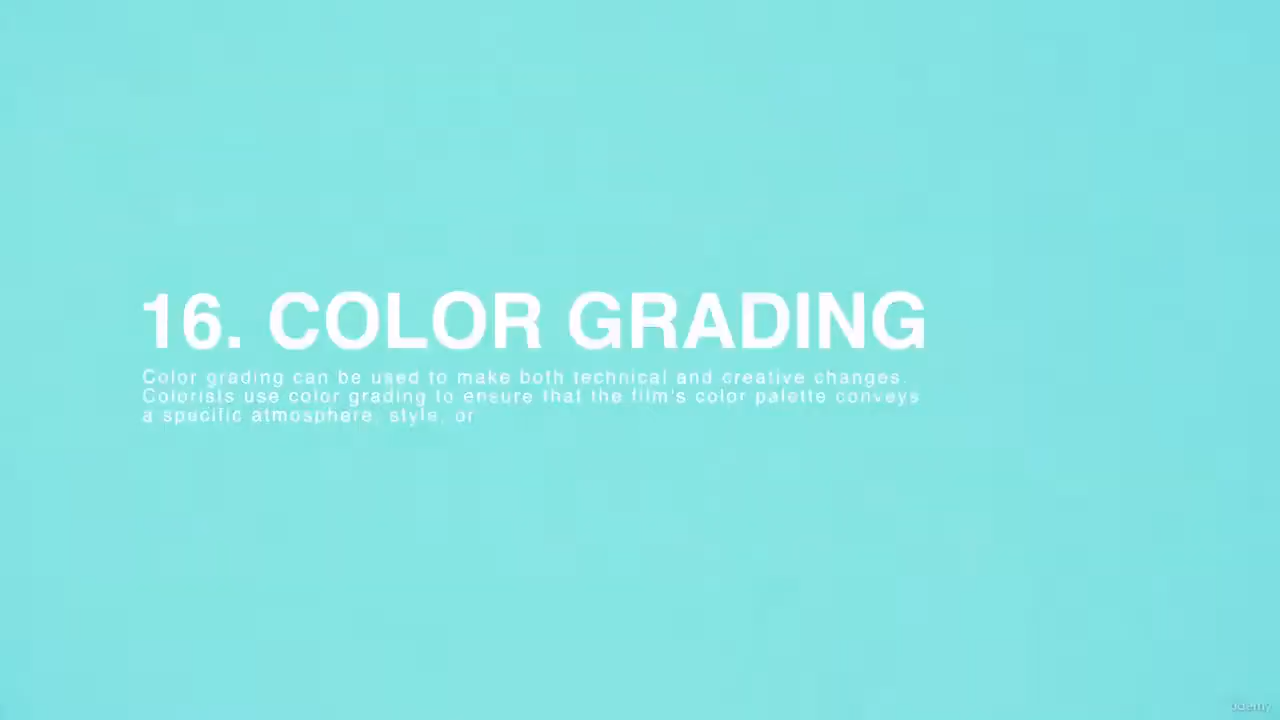 16. COLOR GRADING
Color grading can be used to make both technical and creative changes.
Colorists use color grading to ensure that the film's color palette conveys
a specific atmosphere, style, or
udemy